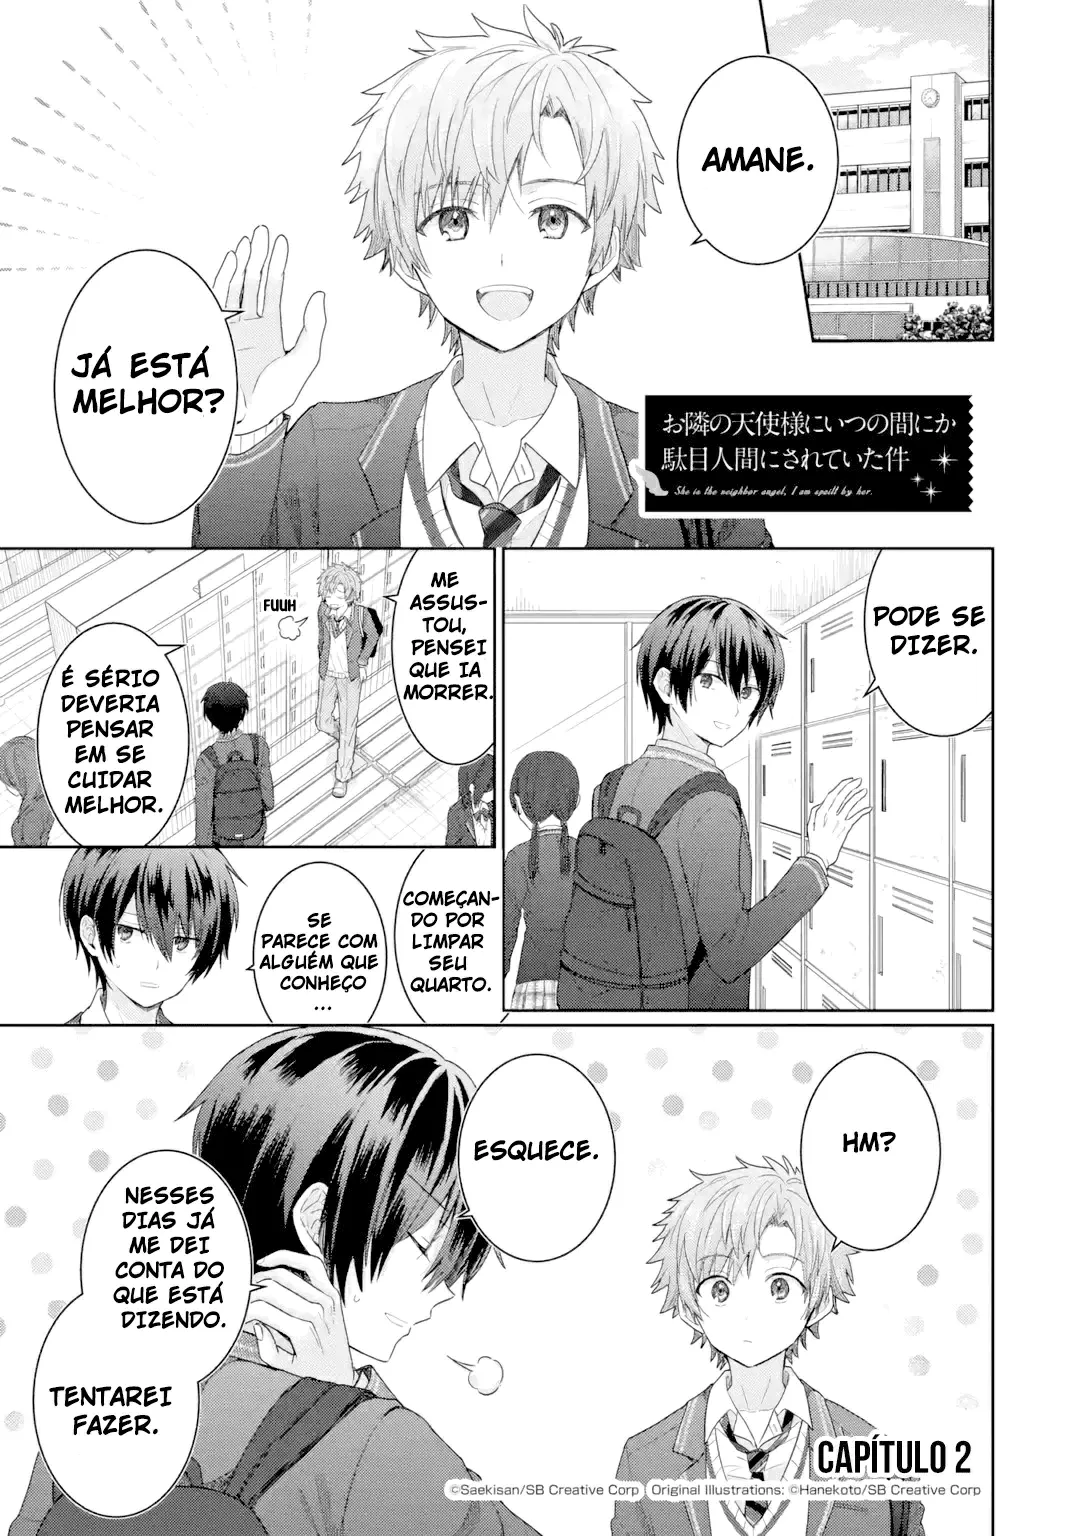 AMANE.
JÁ ESTÁ
MELHOR?
お隣の天使様にいつの間にか
駄目人間にされていた件
She is the neighbor angel, I am spoilt by her.
PODE SE
DIZER.
ME
ASSUS-
TOU,
PENSEI
QUE IA
MORRER.
FUUH
É SÉRIO
DEVERIA
PENSAR
EM SE
CUIDAR
MELHOR.
COMEÇAN-
DO POR
LIMPAR
SEU
QUARTO.
SE
PARECE COM
ALGUÉM QUE
CONHEÇO
...
HM?
ESQUECE.
NESSES
DIAS JÁ
ME DEI
CONTA DO
QUE ESTÁ
DIZENDO.
TENTAREI
FAZER.
CAPÍTULO 2
©Saekisan/SB Creative Corp Original Illustrations: ©Hanekoto/SB Creative Corp